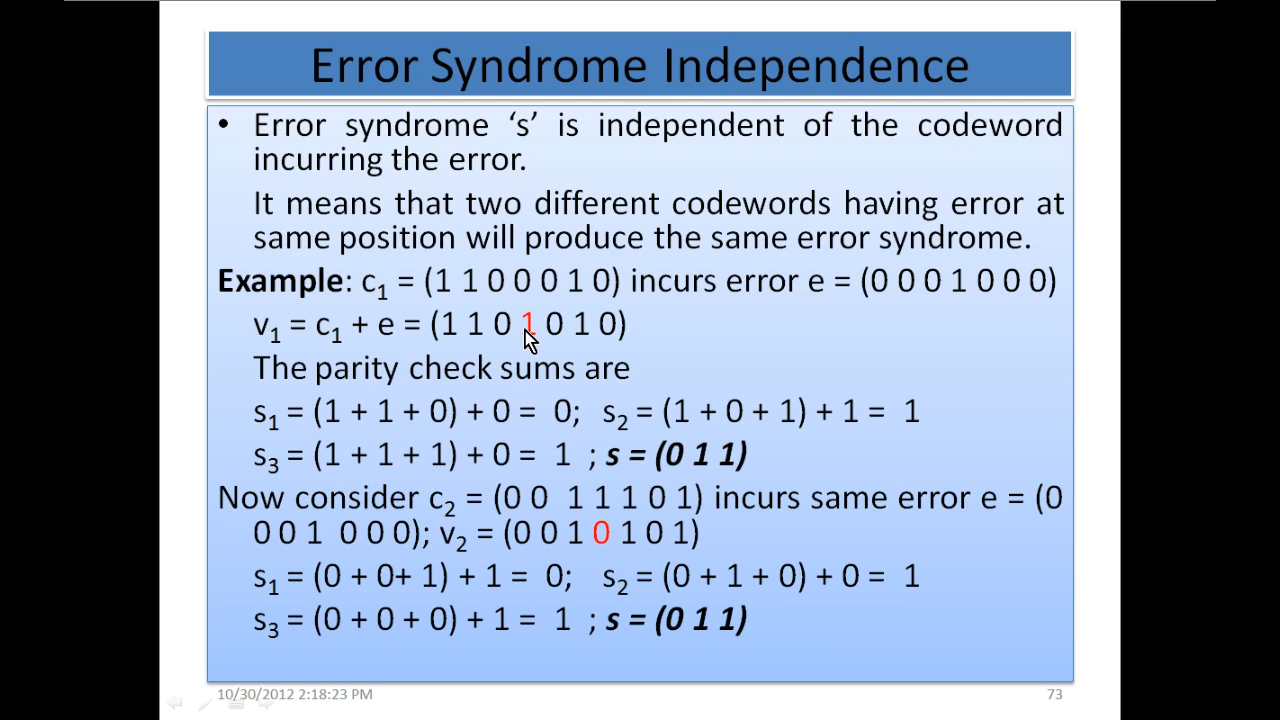 Error Syndrome Independence
• Error syndrome ‘s’ is independent of the codeword
incurring the error.
It means that two different codewords having error at
same position will produce the same error syndrome.
Example: c₁ = (1 1 0 0 0 1 0) incurs error e = (0 0 0 1 0 0 0)
v₁ = c₁ + e = (1 1 0 1 0 1 0)
The parity check sums are
s₁ = (1 + 1 + 0) + 0 = 0; s₂ = (1 + 0 + 1) + 1 = 1
s₃ = (1 + 1 + 1) + 0 = 1 ; s = (0 1 1)
Now consider c₂ = (0 0 1 1 1 0 1) incurs same error e = (0
0 0 1 0 0 0); v₂ = (0 0 1 0 1 0 1)
s₁ = (0 + 0+ 1) + 1 = 0; s₂ = (0 + 1 + 0) + 0 = 1
s₃ = (0 + 0 + 0) + 1 = 1 ; s = (0 1 1)
10/30/2012 2:18:23 PM 73